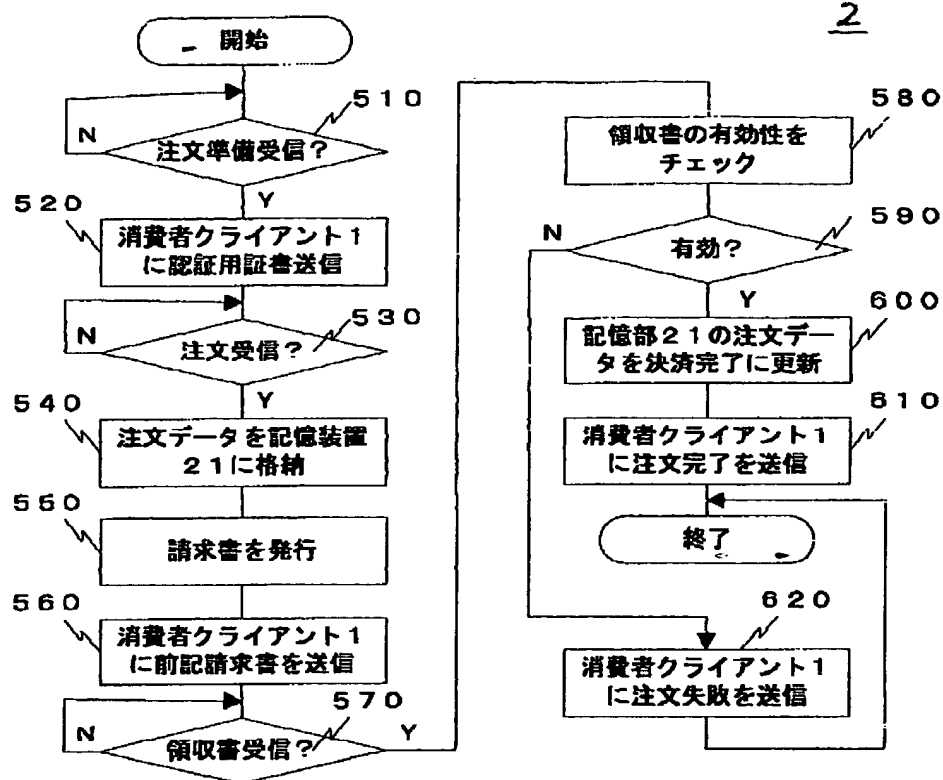 2
開始
510
注文準備受信?
N
Y
520
消費者クライアント1
に認証用証書送信
N
530
注文受信?
Y
540
注文データを記憶装置
21に格納
550
請求書を発行
560
消費者クライアント1
に前記請求書を送信
570
N
領収書受信?
Y
580
領収書の有効性を
チェック
590
N
有効?
Y
600
記憶部21の注文デー
タを決済完了に更新
610
消費者クライアント1
に注文完了を送信
終了
620
消費者クライアント1
に注文失敗を送信